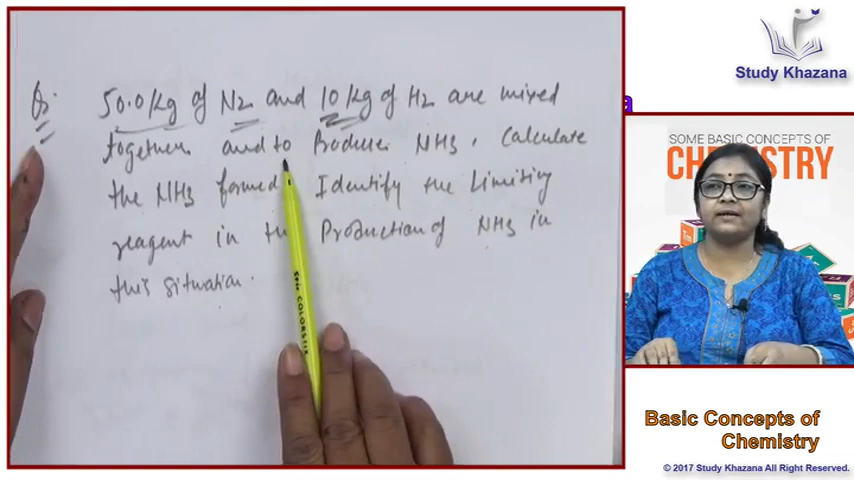 Q.
50.0 kg of N2 and 10 kg of H2 are mixed
together and to Produce NH3. Calculate
the NH3 formed Identify the Limiting
reagent in the Production of NH3 in
this situation.
Study Khazana
a
SOME BASIC CONCEPTS OF
CHEMISTRY
Basic Concepts of
Chemistry
© 2017 Study Khazana All Right Reserved.